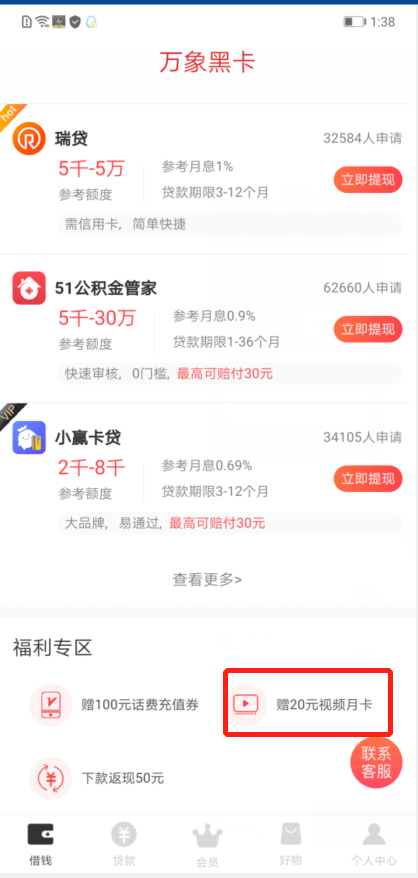 1:38
万象黑卡
hot
瑞贷
32584人申请
5千-5万
参考月息1%
立即提现
参考额度
贷款期限3-12个月
需信用卡，简单快捷
51公积金管家
62660人申请
5千-30万
参考月息0.9%
立即提现
参考额度
贷款期限1-36个月
快速审核，0门槛，最高可赔付30元
VIP
小赢卡贷
34105人申请
2千-8千
参考月息0.69%
立即提现
参考额度
贷款期限3-12个月
大品牌，易通过，最高可赔付30元
查看更多>
福利专区
赠100元话费充值券
赠20元视频月卡
下款返现50元
联系
客服
借钱
贷款
会员
好物
个人中心